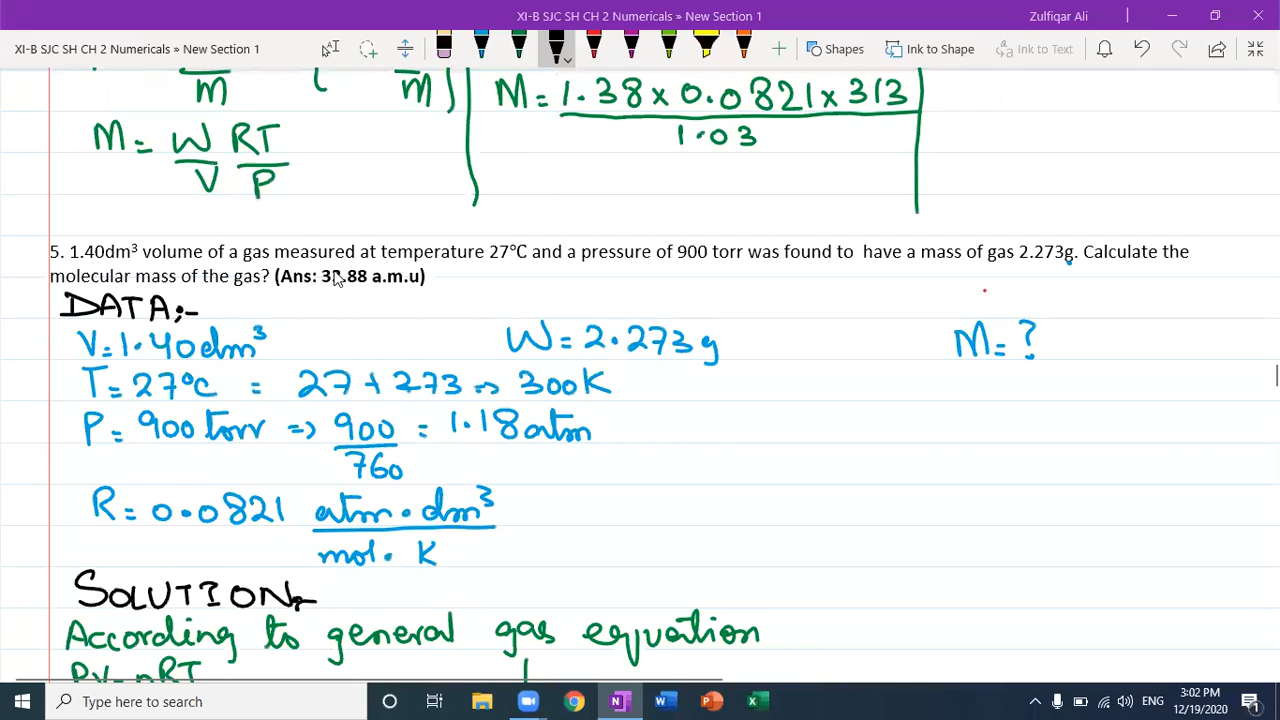 XI-B SJC SH CH 2 Numericals » New Section 1
Zulfiqar Ali
XI-B SJC SH CH 2 Numericals » New Section 1
Shapes
Ink to Shape
Ink to Text
m ( m )
M = W RT
V P
M = 1.38 x 0.0821 x 313
1.03
5. 1.40dm³ volume of a gas measured at temperature 27°C and a pressure of 900 torr was found to have a mass of gas 2.273g. Calculate the
molecular mass of the gas? (Ans: 3 .88 a.m.u)
DATA:-
V = 1.40dm³ W = 2.273g M = ?
T = 27°C = 27 + 273 => 300K
P = 900 torr => 900 = 1.18 atm
760
R = 0.0821 atm . dm³
mol . K
SOLUTION:-
According to general gas equation
PV = nRT
Type here to search
ENG
3:02 PM
12/19/2020
1